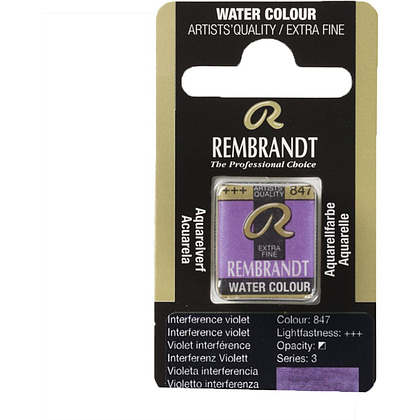 WATER COLOUR
ARTISTS' QUALITY / EXTRA FINE
R
REMBRANDT
The Professional Choice
Aquarelverf
Acuarela
+++ ARTISTS' QUALITY 847
R
EXTRA FINE
REMBRANDT
WATER COLOUR
Aquarellfarbe
Aquarelle
Interference violet
Interference violet
Violet interférence
Interferenz Violett
Violeta interferencia
Violetto interferenza
Colour: 847
Lightfastness: +++
Opacity:
Series: 3